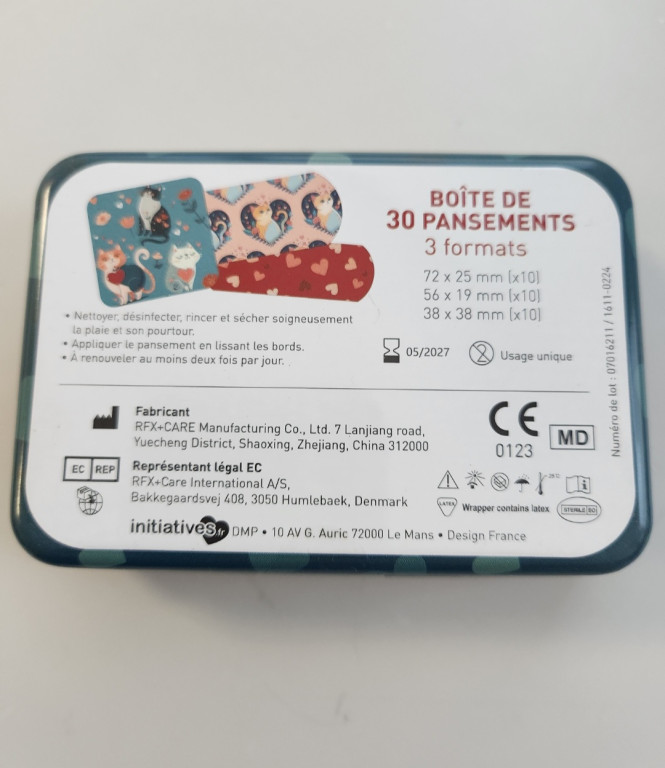 BOÎTE DE
30 PANSEMENTS
3 formats
72 x 25 mm (x10)
56 x 19 mm (x10)
38 x 38 mm (x10)
• Nettoyer, désinfecter, rincer et sécher soigneusement
la plaie et son pourtour.
• Appliquer le pansement en lissant les bords.
• À renouveler au moins deux fois par jour.
05/2027
2
Usage unique
Numéro de lot : 07016211 / 1611-0224
Fabricant
RFX+CARE Manufacturing Co., Ltd. 7 Lanjiang road,
Yuecheng District, Shaoxing, Zhejiang, China 312000
CE
0123
MD
EC REP
Représentant légal EC
RFX+Care International A/S,
Bakkegaardsvej 408, 3050 Humlebaek, Denmark
LATEX
Wrapper contains latex
STERILE
initiatives.fr DMP • 10 AV G. Auric 72000 Le Mans • Design France